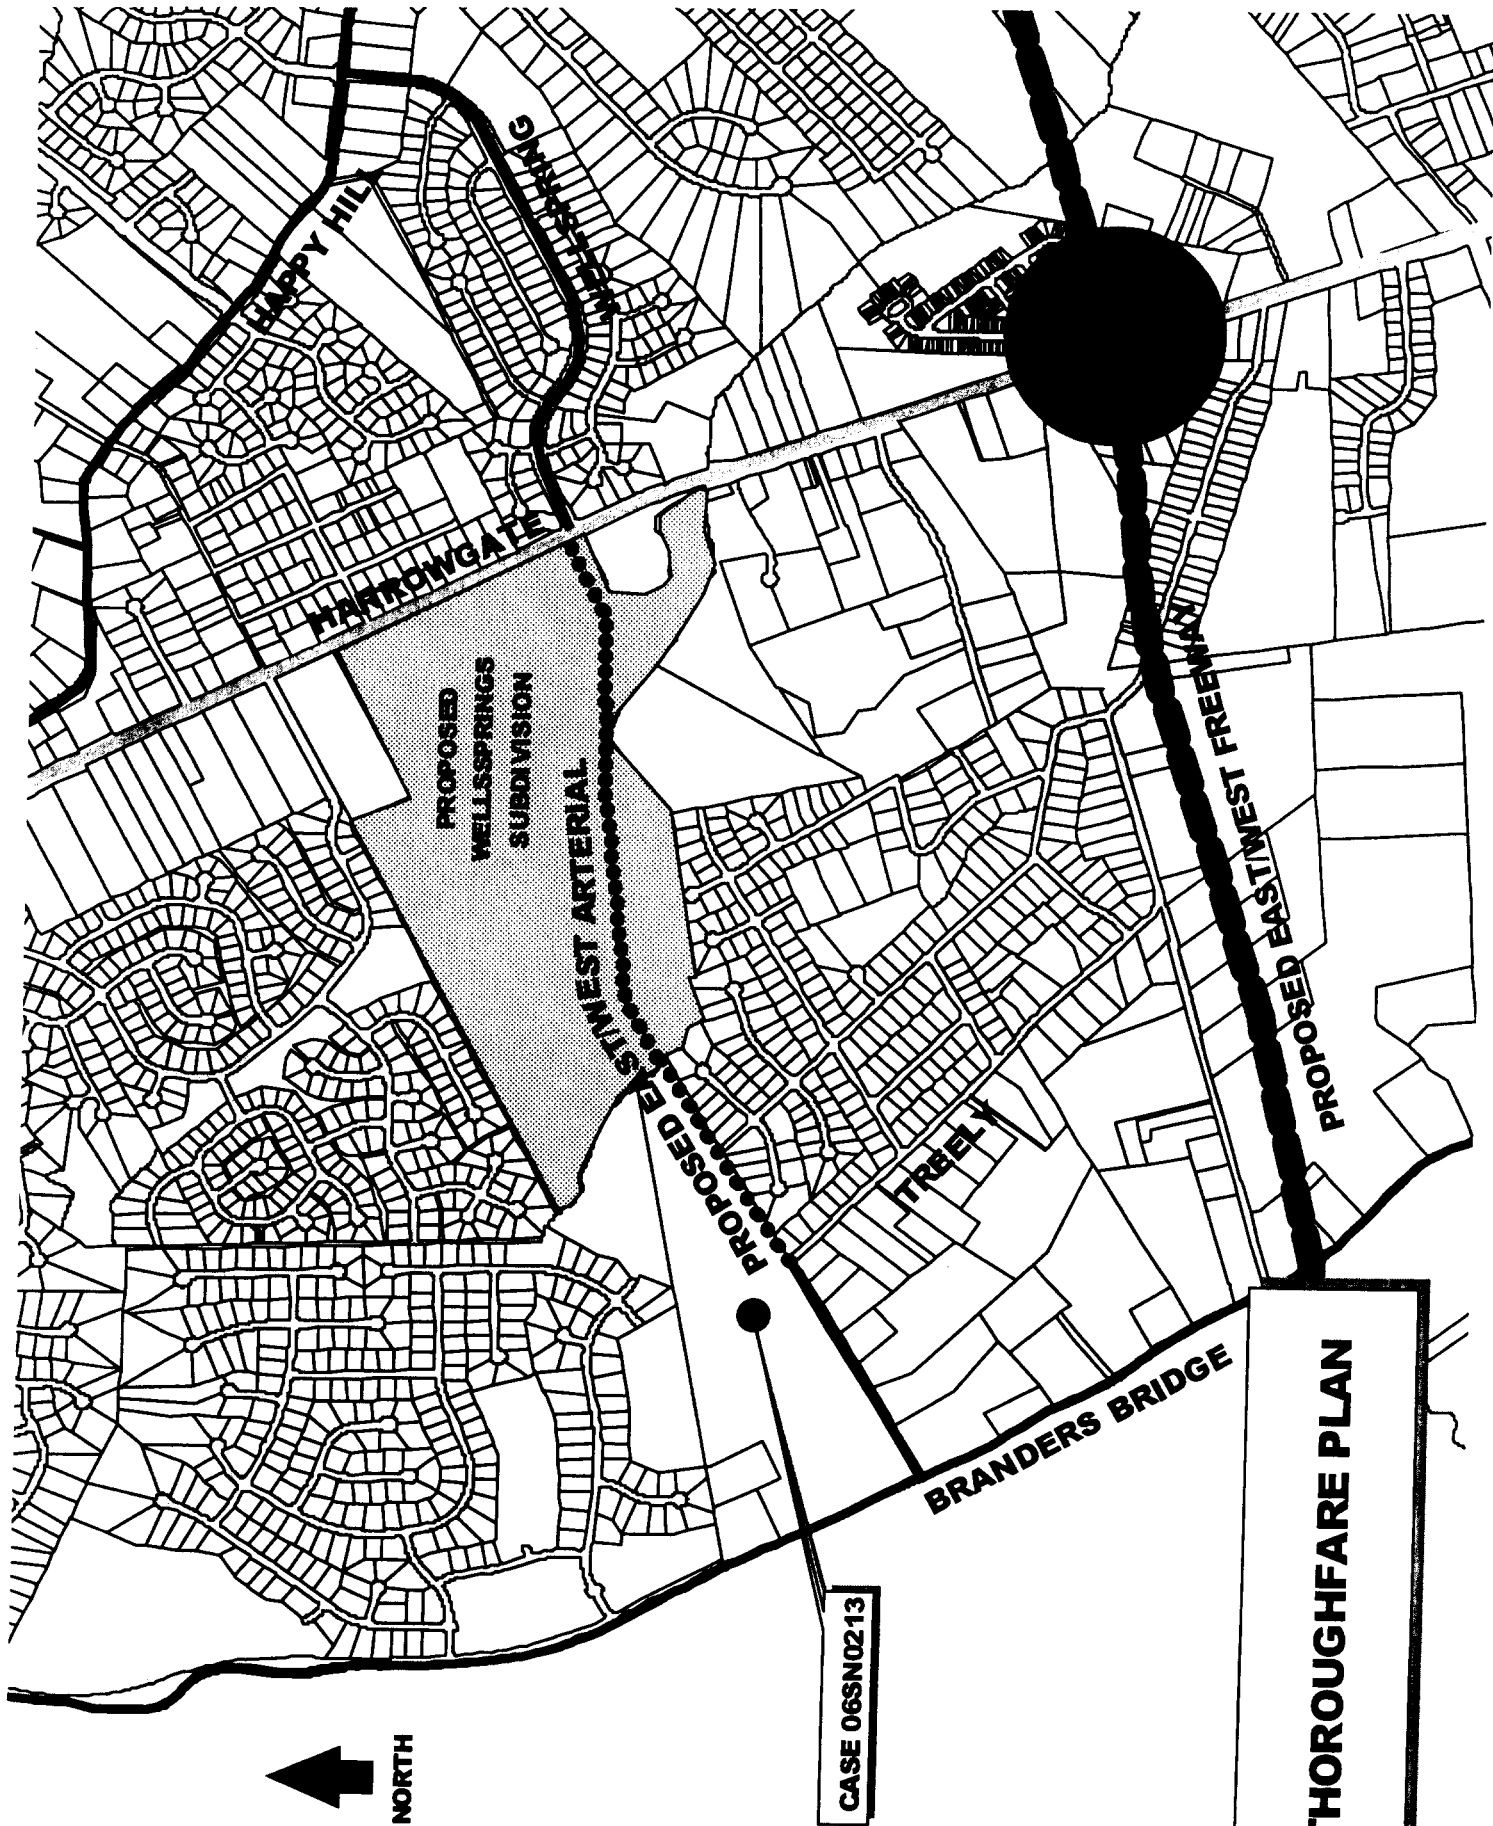 HAPPY HILL
WELLSPRING
HARROWGATE
PROPOSED
WELLSPRINGS
SUBDIVISION
PROPOSED EAST/WEST ARTERIAL
TREELY
PROPOSED EAST/WEST FREEWAY
BRANDERS BRIDGE
CASE 06SN0213
NORTH
THOROUGHFARE PLAN